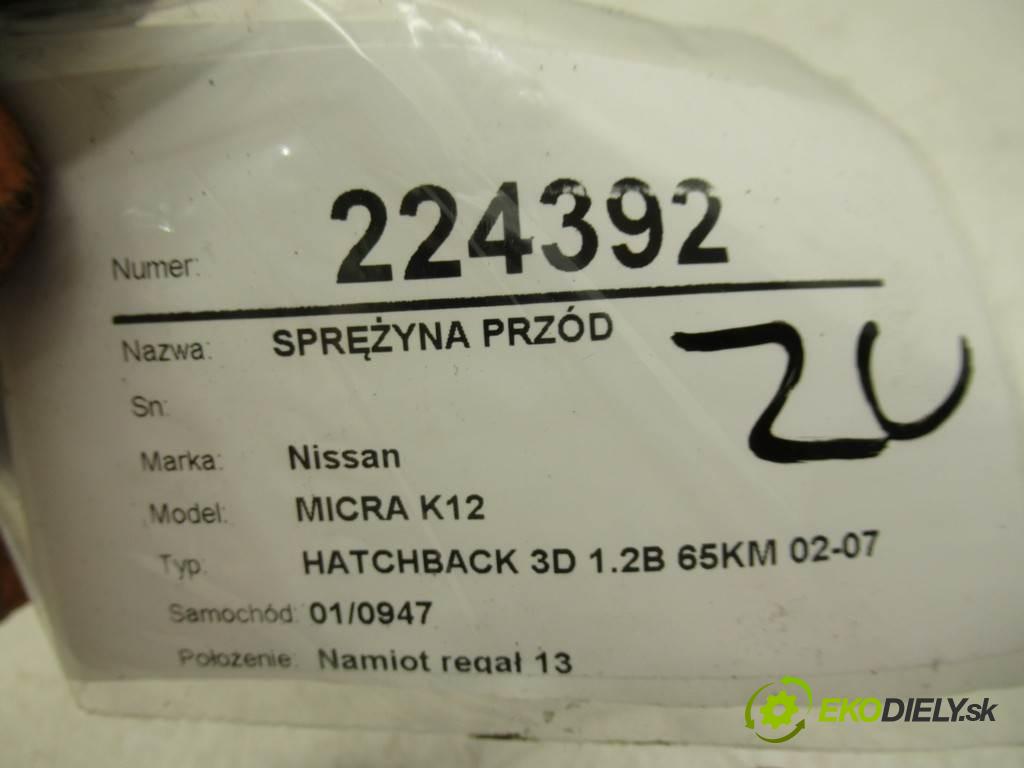 Numer: 224392
Nazwa: SPRĘŻYNA PRZÓD
ZU
Sn:
Marka: Nissan
Model: MICRA K12
Typ: HATCHBACK 3D 1.2B 65KM 02-07
Samochód: 01/0947
Położenie: Namiot regał 13
EKODIELY.sk